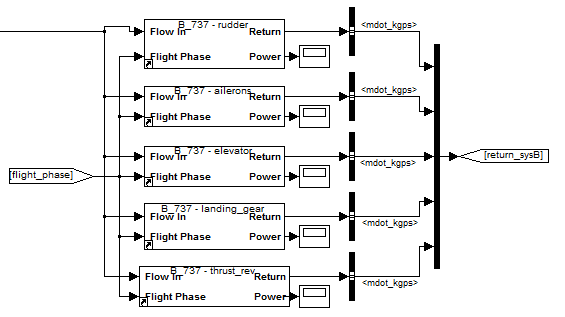 B_737 - rudder
Flow In Return
Flight Phase Power
<mdot_kgps>
B_737 - ailerons
Flow In Return
Flight Phase Power
<mdot_kgps>
B_737 - elevator
Flow In Return
Flight Phase Power
<mdot_kgps>
[flight_phase]
[return_sysB]
B_737 - landing_gear
Flow In Return
Flight Phase Power
<mdot_kgps>
B_737 - thrust_rev
Flow In Return
Flight Phase Power
<mdot_kgps>